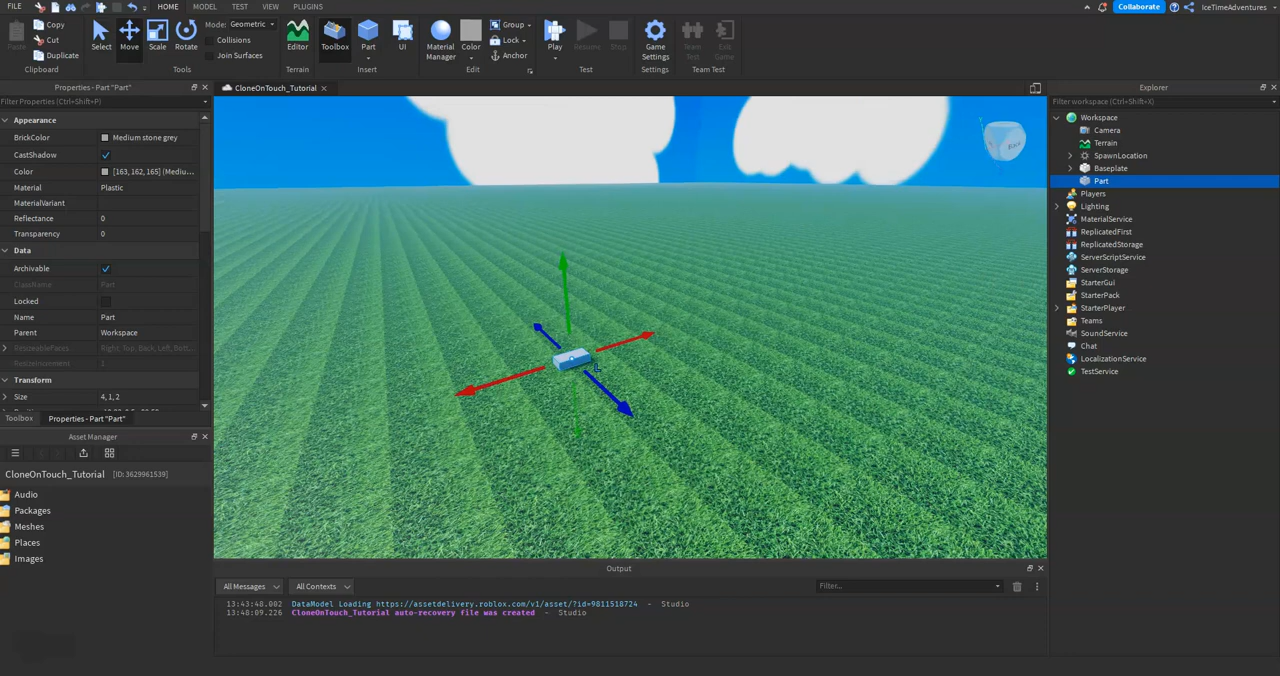 FILE HOME MODEL TEST VIEW PLUGINS Collaborate IceTimeAdventures
Copy
Cut
Paste Duplicate
Clipboard
Select Move Scale Rotate
Mode: Geometric
Collisions
Join Surfaces
Tools
Editor
Terrain
Toolbox Part UI
Insert
Material Manager Color
Group
Lock
Anchor
Edit
Play Resume Stop
Test
Game Settings
Settings
Team Test Exit Game
Team Test
Properties - Part "Part"
Filter Properties (Ctrl+Shift+P)
Appearance
BrickColor Medium stone grey
CastShadow
Color [163, 162, 165] (Mediu...
Material Plastic
MaterialVariant
Reflectance 0
Transparency 0
Data
Archivable
ClassName Part
Locked
Name Part
Parent Workspace
ResizeableFaces Right, Top, Back, Left, Bott...
ResizeIncrement 1
Transform
Size 4, 1, 2
Toolbox Properties - Part "Part"
Asset Manager
CloneOnTouch_Tutorial [ID: 3629961539]
Audio
Packages
Meshes
Places
Images
CloneOnTouch_Tutorial
L
Output
All Messages All Contexts Filter...
13:43:48.002 DataModel Loading https://assetdelivery.roblox.com/v1/asset/?id=9811518724 - Studio
13:48:09.226 CloneOnTouch_Tutorial auto-recovery file was created - Studio
Explorer
Filter workspace (Ctrl+Shift+X)
Workspace
Camera
Terrain
SpawnLocation
Baseplate
Part
Players
Lighting
MaterialService
ReplicatedFirst
ReplicatedStorage
ServerScriptService
ServerStorage
StarterGui
StarterPack
StarterPlayer
Teams
SoundService
Chat
LocalizationService
TestService